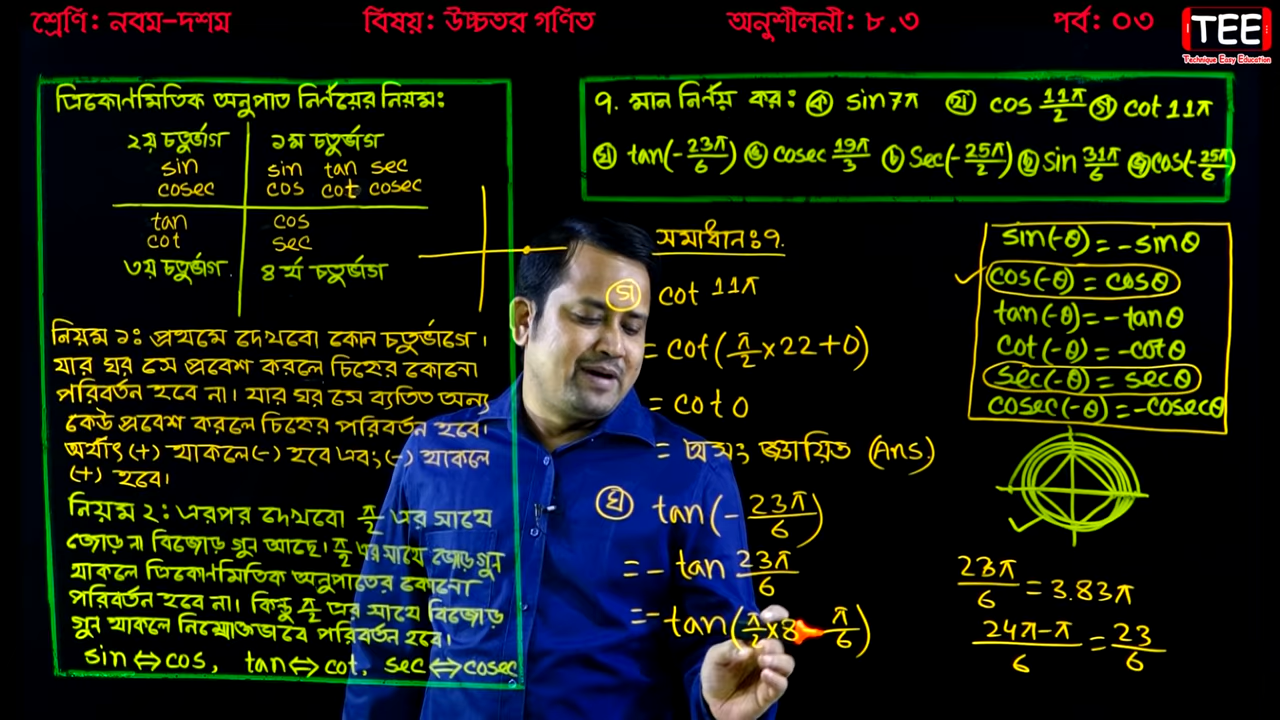 শ্রেণি: নবম-দশম বিষয়: উচ্চতর গণিত অনুশীলনী: ৮.৩ পর্ব: ০৩
TEE
Technique Easy Education
ত্রিকোণমিতিক অনুপাত নির্ণয়ের নিয়ম:
২য় চতুর্ভাগ ১ম চতুর্ভাগ
sin sin tan sec
cosec cos cot cosec
tan cos
cot sec
৩য় চতুর্ভাগ. ৪র্থ চতুর্ভাগ
নিয়ম ১: প্রথমে দেখবো কোন চতুর্ভাগে।
যার ঘর সে প্রবেশ করলে চিহ্নের কোনো
পরিবর্তন হবে না। যার ঘর সে ব্যতিত অন্য
কেউ প্রবেশ করলে চিহ্নের পরিবর্তন হবে।
অর্থাৎ (+) থাকলে (-) হবে এবং (-) থাকলে
(+) হবে।
নিয়ম ২: এরপর দেখবো π/2 এর সাথে
জোড় না বিজোড় গুন আছে। π/2 এর সাথে জোড় গুন
থাকলে ত্রিকোণমিতিক অনুপাতের কোনো
পরিবর্তন হবে না। কিন্তু π/2 এর সাথে বিজোড়
গুন থাকলে নিম্নোক্তভাবে পরিবর্তন হবে।
sin⇔cos, tan⇔cot, sec⇔cosec
৭. মান নির্ণয় কর: ক sin 7π খ cos 11π/2 গ cot 11π
ঘ tan(-23π/6) ঙ cosec 19π/3 চ sec(-25π/2) ছ sin 31π/6 জ cos(-25π/6)
সমাধান: ৭.
গ cot 11π
= cot(π/2×22+0)
= cot 0
= অসংজ্ঞায়িত (Ans)
ঘ tan(-23π/6)
= - tan 23π/6
= - tan(π/2×8-π/6)
sin(-θ) = -sinθ
cos(-θ) = cosθ
tan(-θ) = -tanθ
cot(-θ) = -cotθ
sec(-θ) = secθ
cosec(-θ) = -cosecθ
23π/6 = 3.83π
24π-π/6 = 23/6